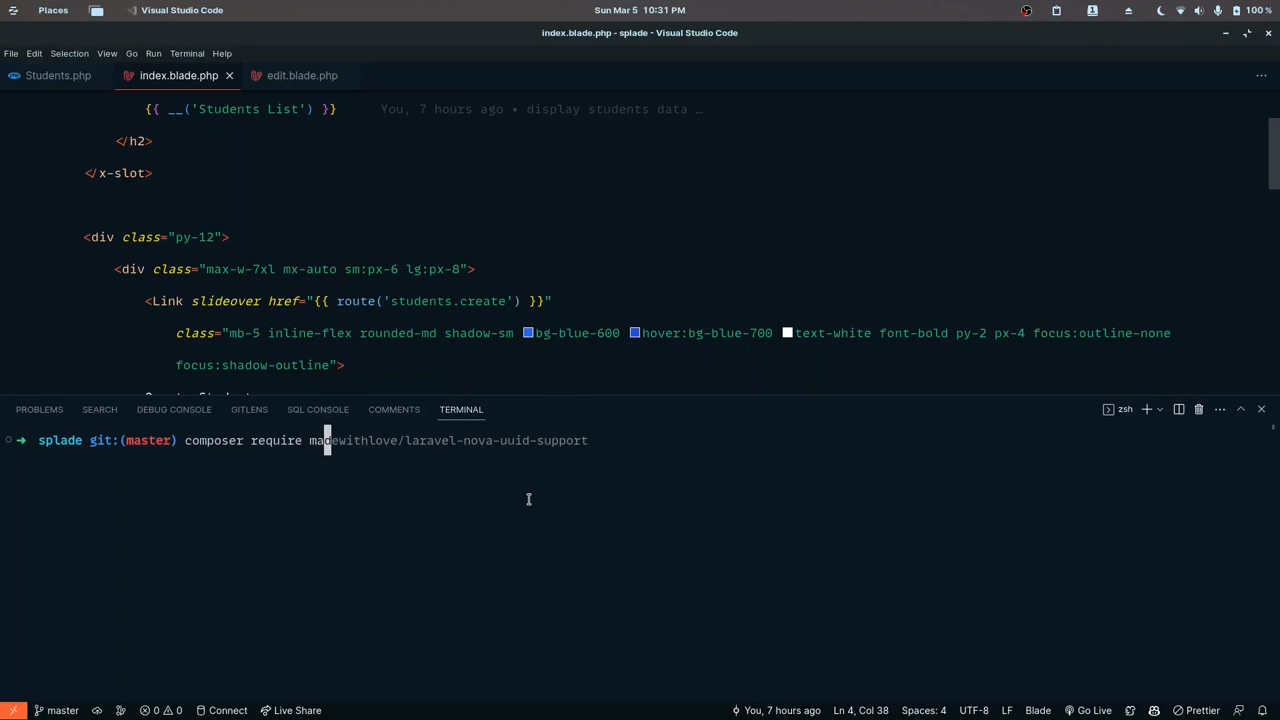 Places
Visual Studio Code
Sun Mar 5 10:31 PM
100 %
index.blade.php - splade - Visual Studio Code
File Edit Selection View Go Run Terminal Help
Students.php
index.blade.php
edit.blade.php
{{ __('Students List') }} You, 7 hours ago • display students data …
</h2>
</x-slot>
<div class="py-12">
<div class="max-w-7xl mx-auto sm:px-6 lg:px-8">
<Link slideover href="{{ route('students.create') }}"
class="mb-5 inline-flex rounded-md shadow-sm bg-blue-600 hover:bg-blue-700 text-white font-bold py-2 px-4 focus:outline-none
focus:shadow-outline">
PROBLEMS SEARCH DEBUG CONSOLE GITLENS SQL CONSOLE COMMENTS TERMINAL
zsh
splade git:(master) composer require madewithlove/laravel-nova-uuid-support
master 0 0 Connect Live Share You, 7 hours ago Ln 4, Col 38 Spaces: 4 UTF-8 LF Blade Go Live Prettier